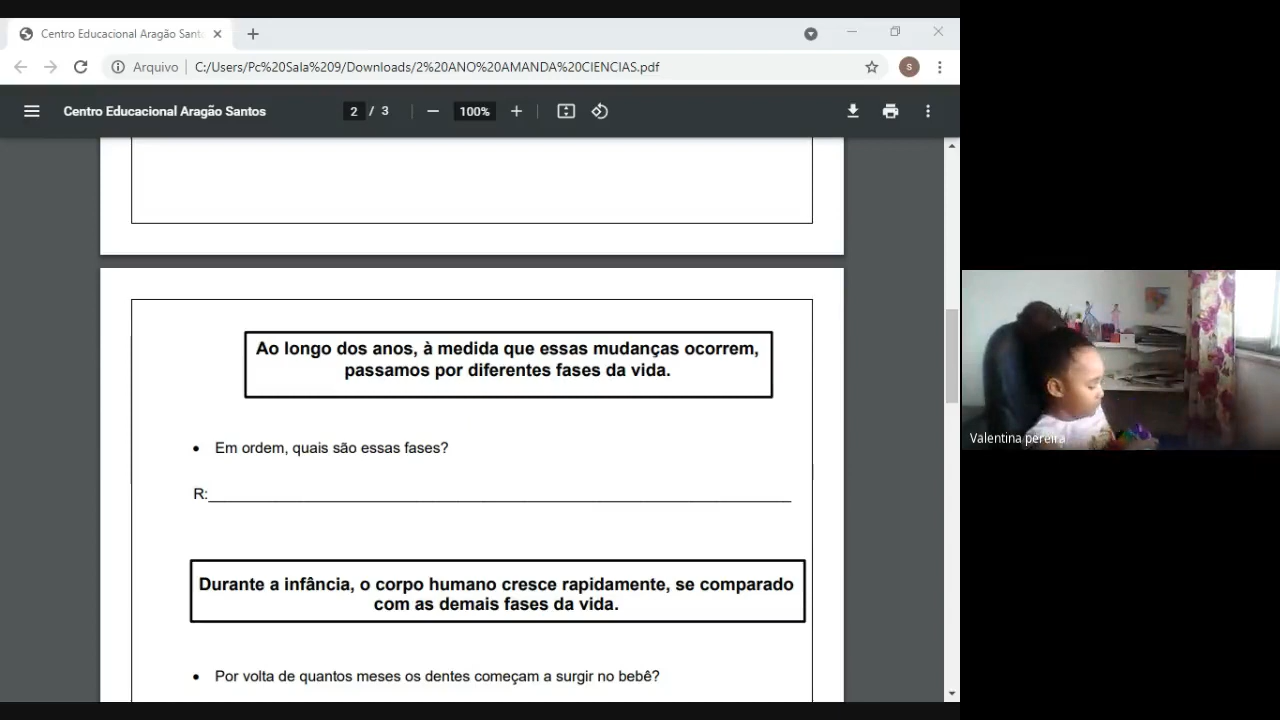 Centro Educacional Aragão Sant
Arquivo
C:/Users/Pc%20Sala%209/Downloads/2%20ANO%20AMANDA%20CIENCIAS.pdf
S
Centro Educacional Aragão Santos
2 / 3
100%
Ao longo dos anos, à medida que essas mudanças ocorrem,
passamos por diferentes fases da vida.
• Em ordem, quais são essas fases?
R:
Durante a infância, o corpo humano cresce rapidamente, se comparado
com as demais fases da vida.
• Por volta de quantos meses os dentes começam a surgir no bebê?
Valentina pereira